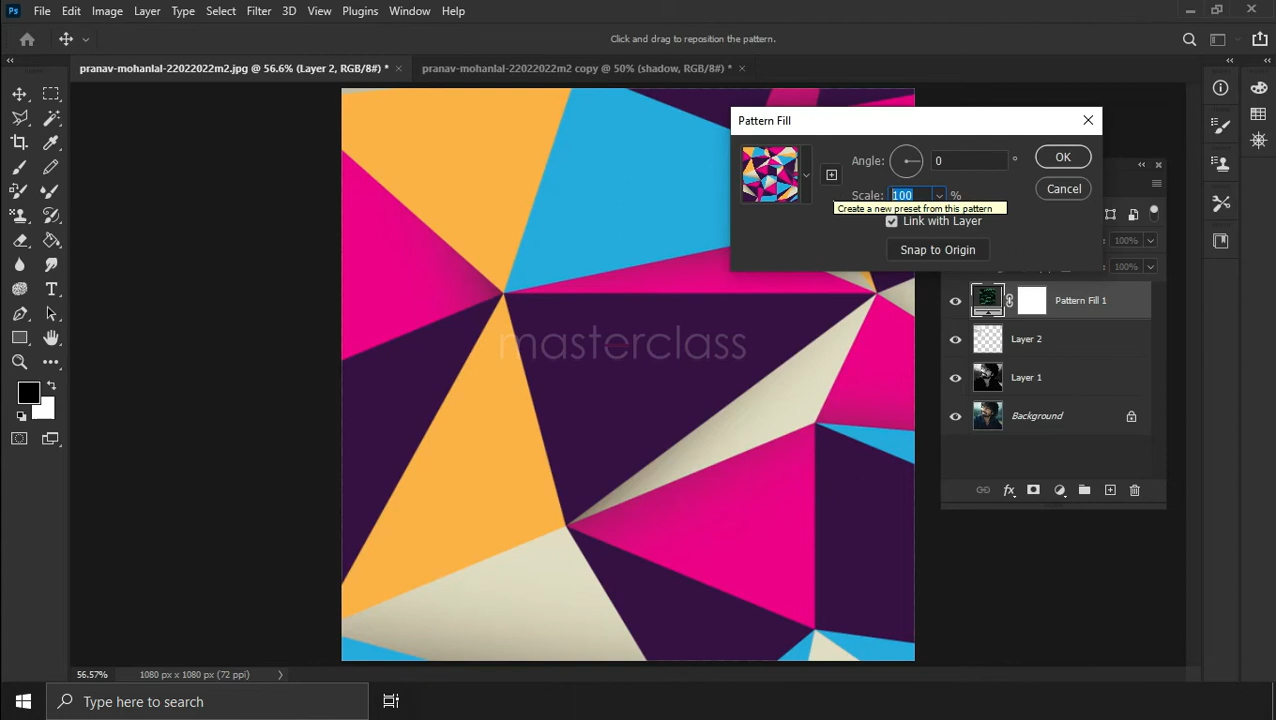 Ps File Edit Image Layer Type Select Filter 3D View Plugins Window Help
Click and drag to reposition the pattern.
pranav-mohanlal-22022022m2.jpg @ 56.6% (Layer 2, RGB/8#) * × pranav-mohanlal-22022022m2 copy @ 50% (shadow, RGB/8#) * ×
Pattern Fill
Angle: 0 °
OK
Scale: 100 %
Cancel
Create a new preset from this pattern
Link with Layer
Snap to Origin
100%
100%
Pattern Fill 1
masterclass
Layer 2
Layer 1
Background
fx
56.57% 1080 px x 1080 px (72 ppi)
Type here to search